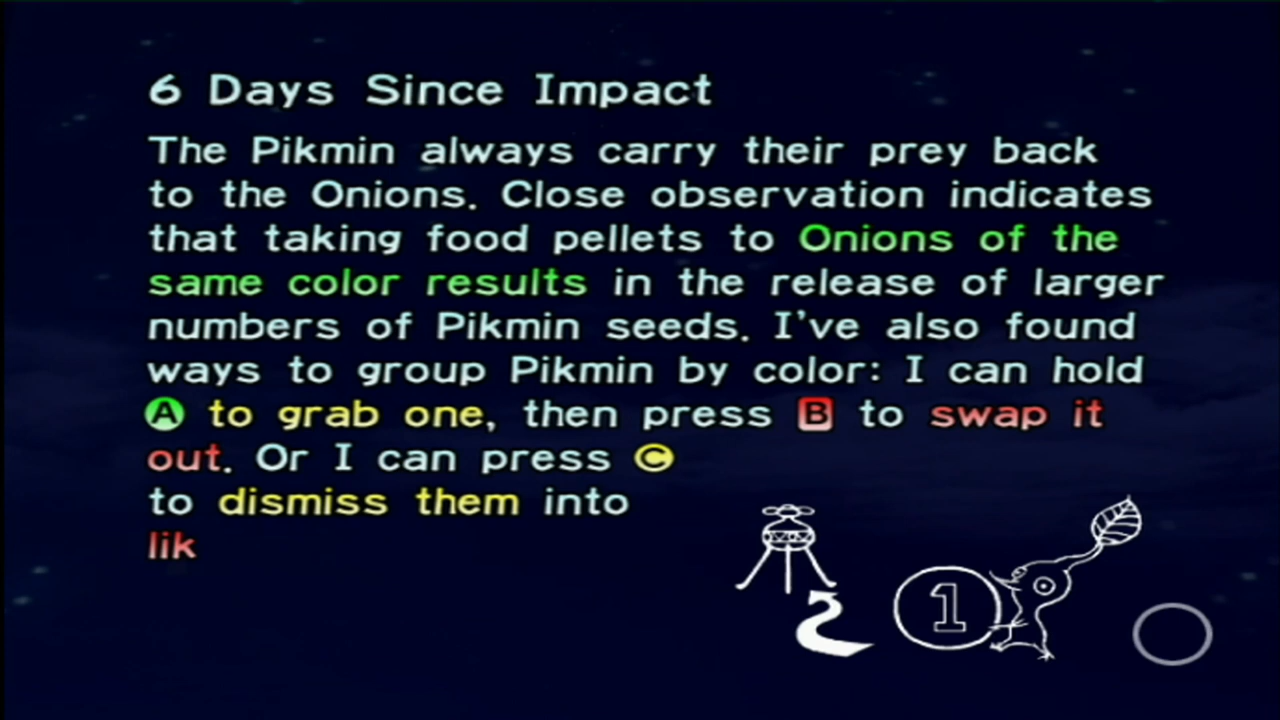 6 Days Since Impact
The Pikmin always carry their prey back
to the Onions. Close observation indicates
that taking food pellets to Onions of the
same color results in the release of larger
numbers of Pikmin seeds. I've also found
ways to group Pikmin by color: I can hold
A to grab one, then press B to swap it
out. Or I can press C
to dismiss them into
lik
1